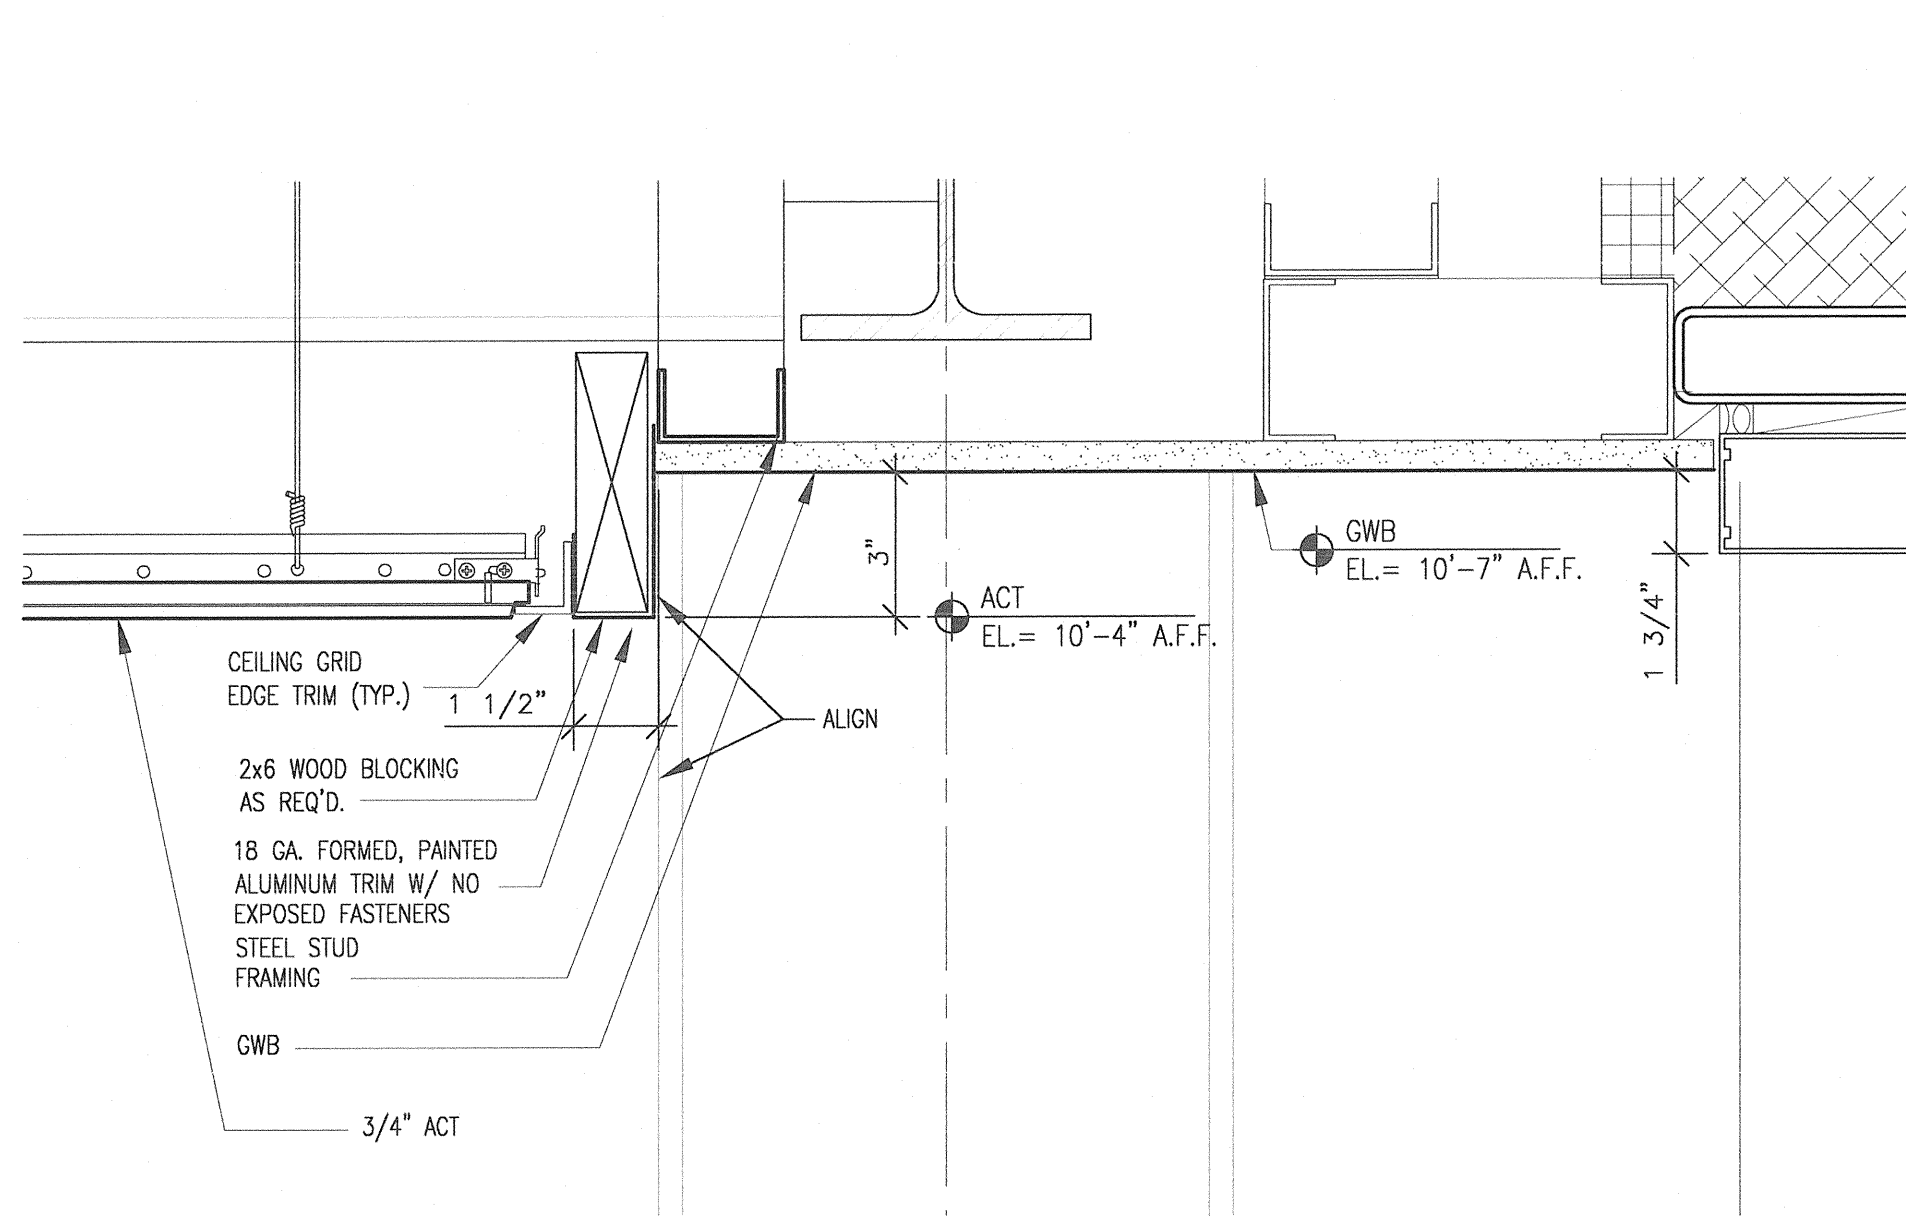 GWB
EL.= 10'-7" A.F.F.
3"
ACT
EL.= 10'-4" A.F.F.
1 3/4"
CEILING GRID
EDGE TRIM (TYP.)
1 1/2"
ALIGN
2x6 WOOD BLOCKING
AS REQ'D.
18 GA. FORMED, PAINTED
ALUMINUM TRIM W/ NO
EXPOSED FASTENERS
STEEL STUD
FRAMING
GWB
3/4" ACT